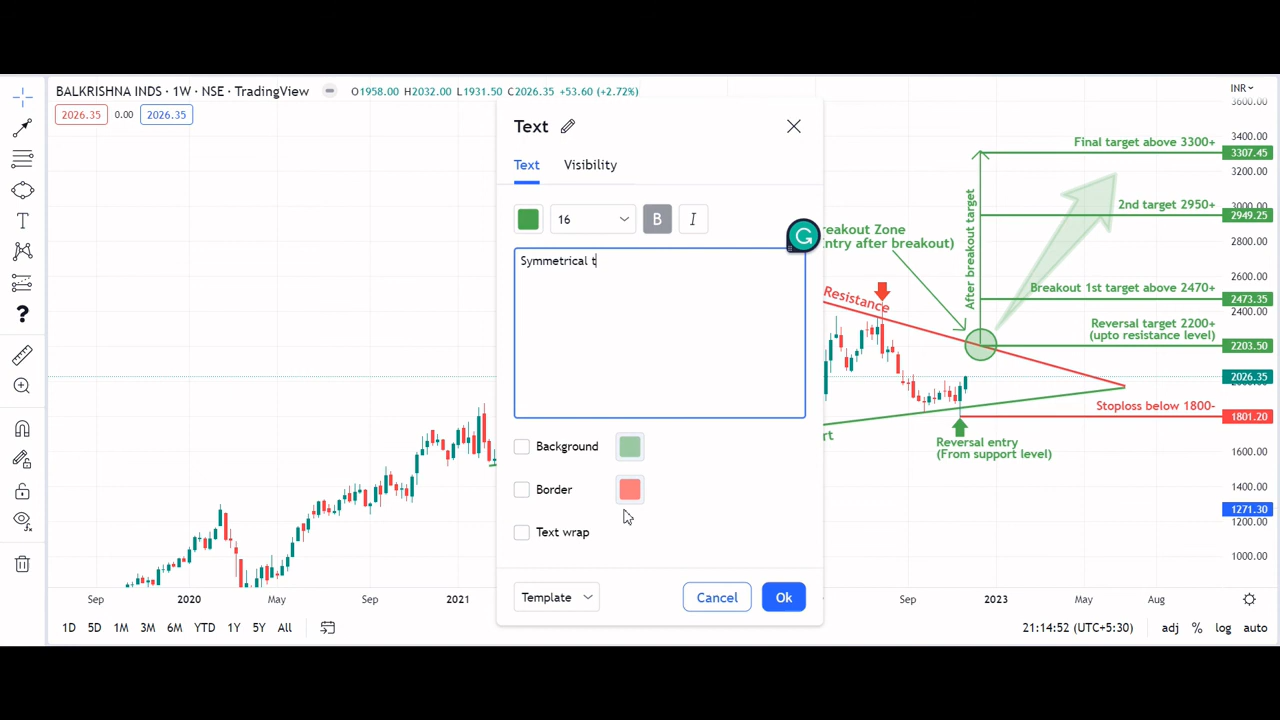 BALKRISHNA INDS · 1W · NSE · TradingView
O1958.00 H2032.00 L1931.50 C2026.35 +53.60 (+2.72%)
2026.35 0.00 2026.35
INR
Text
Text Visibility
16 B I
Symmetrical t
Background
Border
Text wrap
Template Cancel Ok
reakout Zone
ntry after breakout)
Resistance
After breakout target
Final target above 3300+
2nd target 2950+
Breakout 1st target above 2470+
Reversal target 2200+
(upto resistance level)
Stoploss below 1800-
rt
Reversal entry
(From support level)
3600.00
3400.00
3307.45
3200.00
3000.00
2949.25
2800.00
2600.00
2473.35
2400.00
2203.50
2026.35
1801.20
1600.00
1400.00
1271.30
1200.00
1000.00
Sep 2020 May Sep 2021 Sep 2023 May Aug
1D 5D 1M 3M 6M YTD 1Y 5Y All
21:14:52 (UTC+5:30) adj % log auto